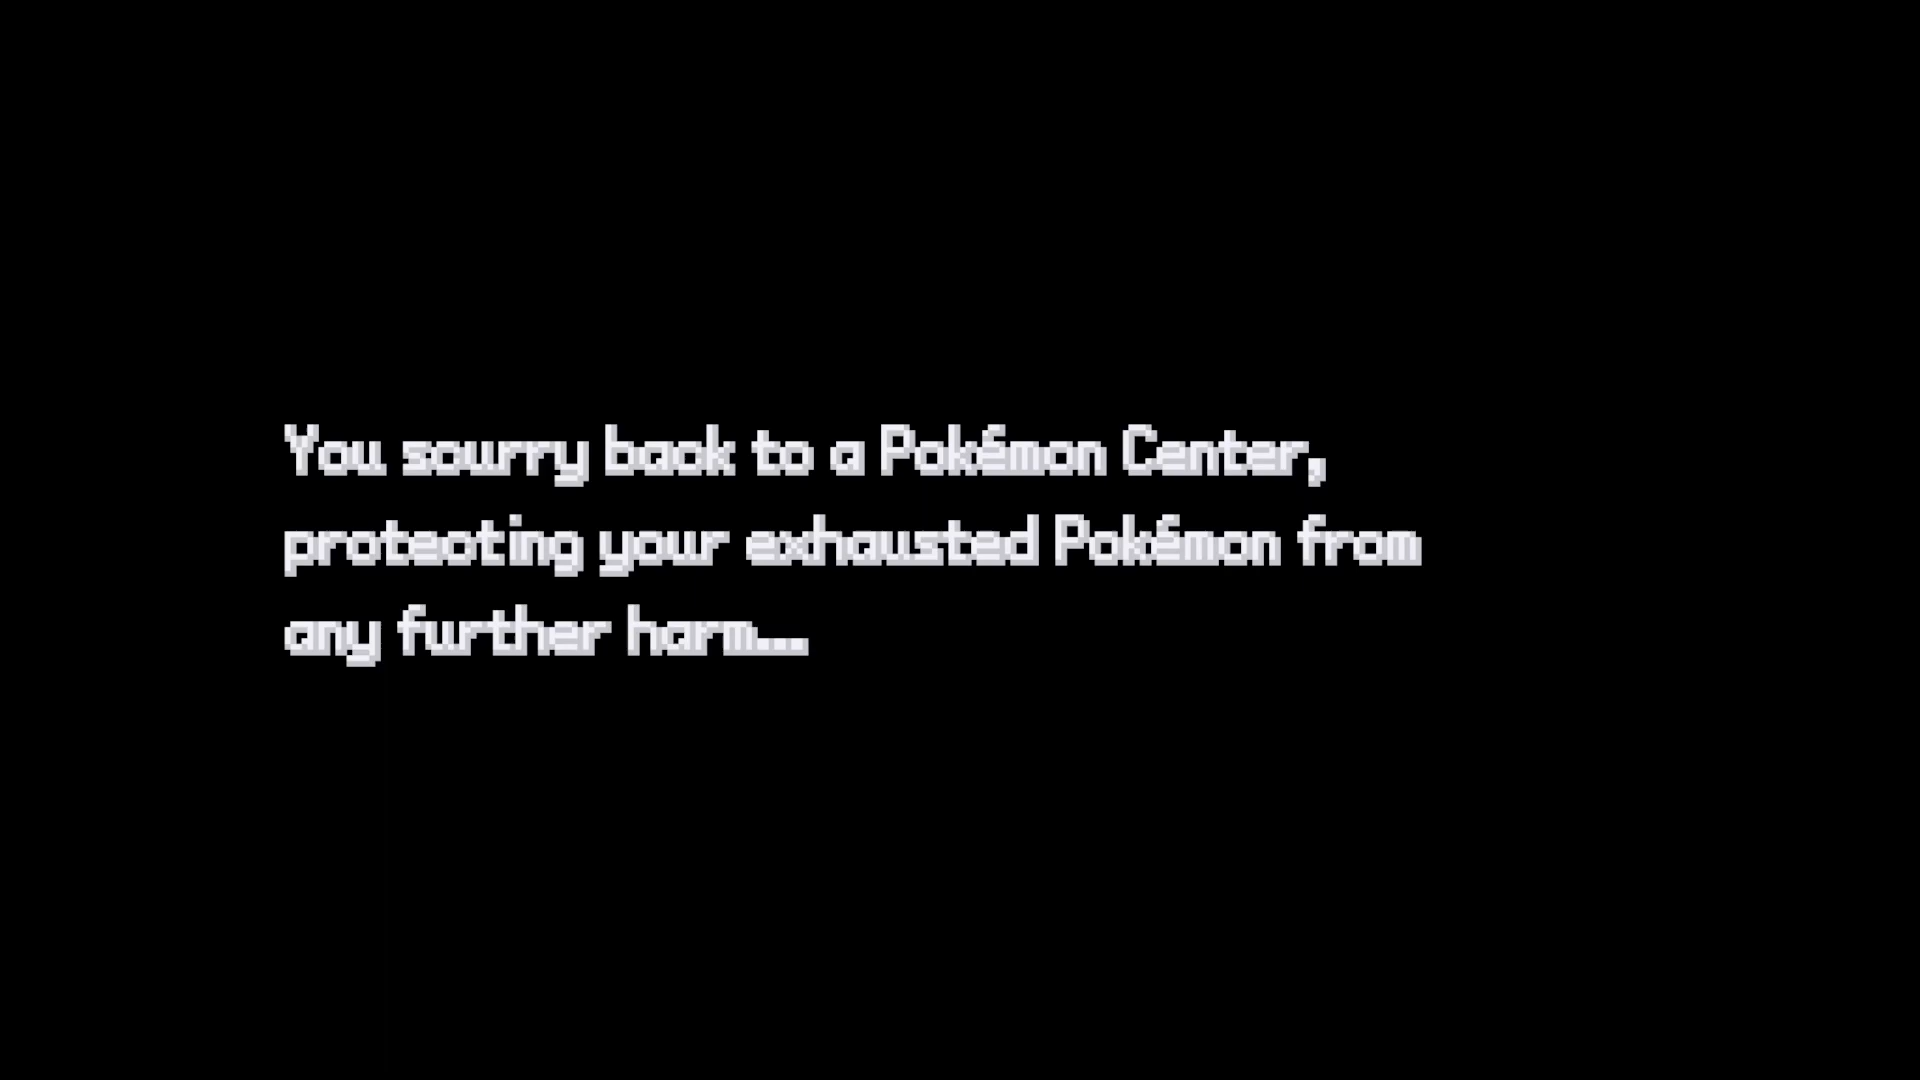 You scurry back to a Pokémon Center,
protecting your exhausted Pokémon from
any further harm...